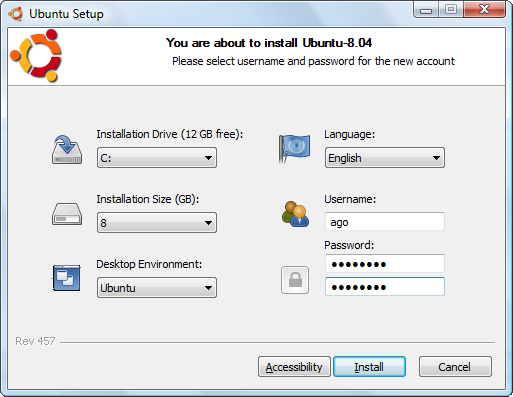 Ubuntu Setup
You are about to install Ubuntu-8.04
Please select username and password for the new account
Installation Drive (12 GB free):
C:
Language:
English
Installation Size (GB):
8
Username:
ago
Password:
••••••••
••••••••
Desktop Environment:
Ubuntu
Rev 457
Accessibility
Install
Cancel